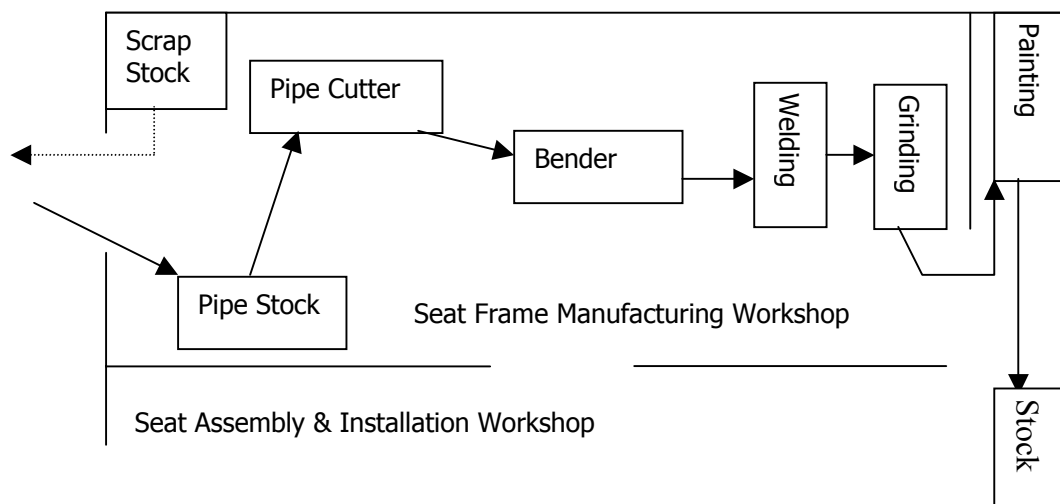 Scrap
Stock
Pipe Cutter
Bender
Welding
Grinding
Painting
Pipe Stock
Seat Frame Manufacturing Workshop
Seat Assembly & Installation Workshop
Stock